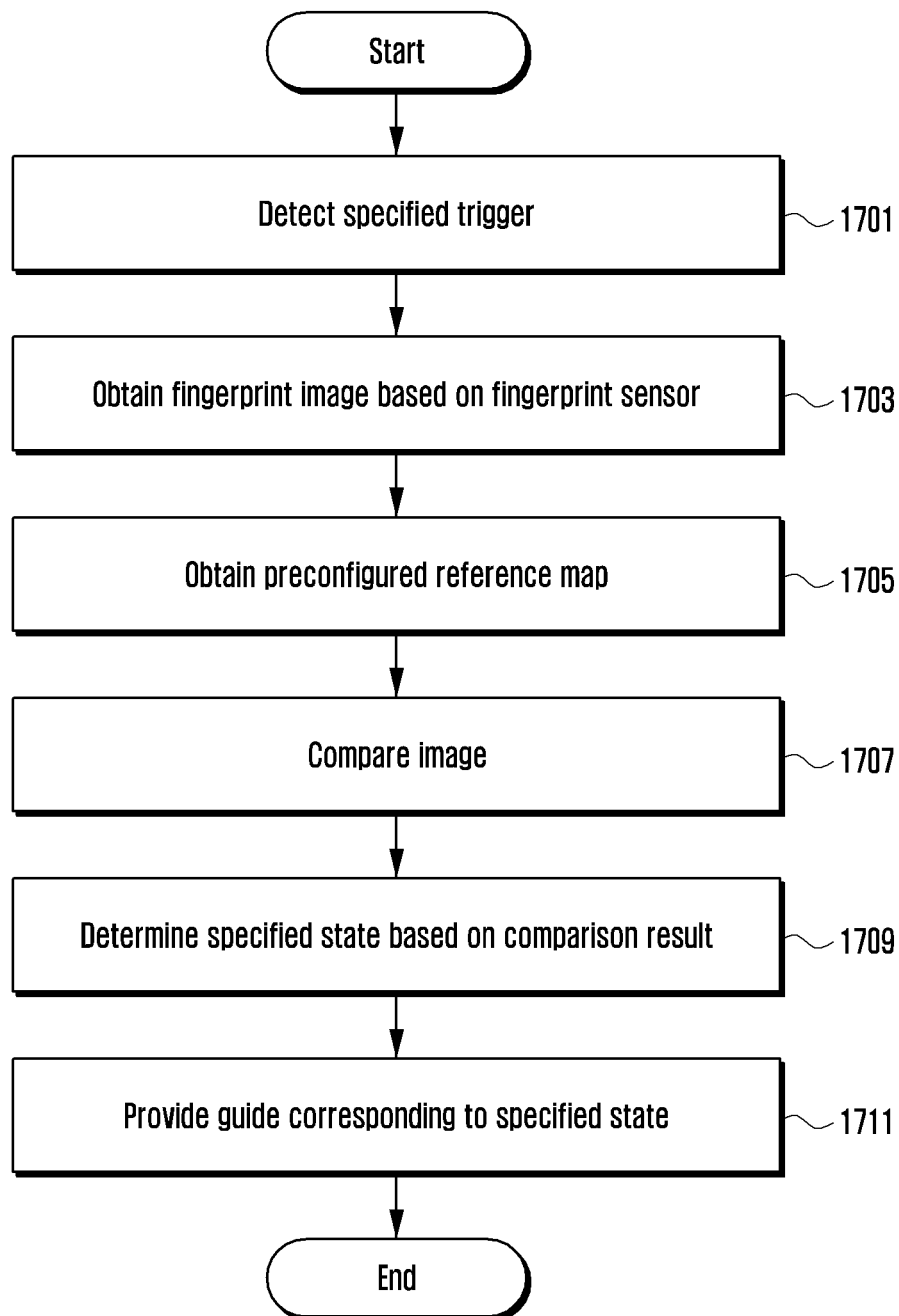 Start
Detect specified trigger
1701
Obtain fingerprint image based on fingerprint sensor
1703
Obtain preconfigured reference map
1705
Compare image
1707
Determine specified state based on comparison result
1709
Provide guide corresponding to specified state
1711
End